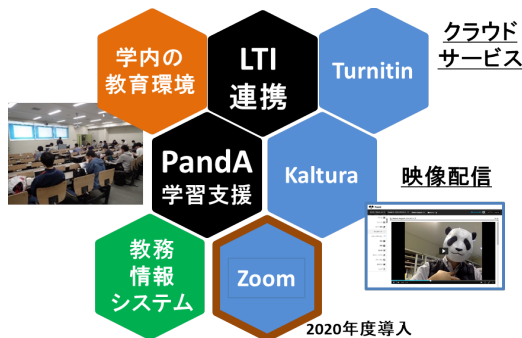 学内の
教育環境
LTI
連携
Turnitin
クラウド
サービス
PandA
学習支援
Kaltura
映像配信
教務
情報
システム
Zoom
2020年度導入